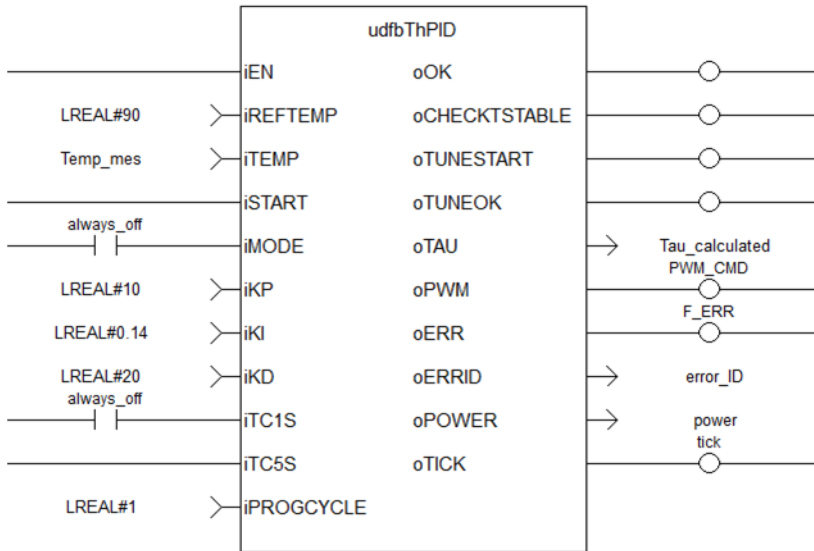 udfbThPID
iEN oOK
LREAL#90 iREFTEMP oCHECKTSTABLE
Temp_mes iTEMP oTUNESTART
iSTART oTUNEOK
always_off
iMODE oTAU Tau_calculated
PWM_CMD
LREAL#10 iKP oPWM
F_ERR
LREAL#0.14 iKI oERR
LREAL#20 iKD oERRID error_ID
always_off
iTC1S oPOWER power
tick
iTC5S oTICK
LREAL#1 iPROGCYCLE